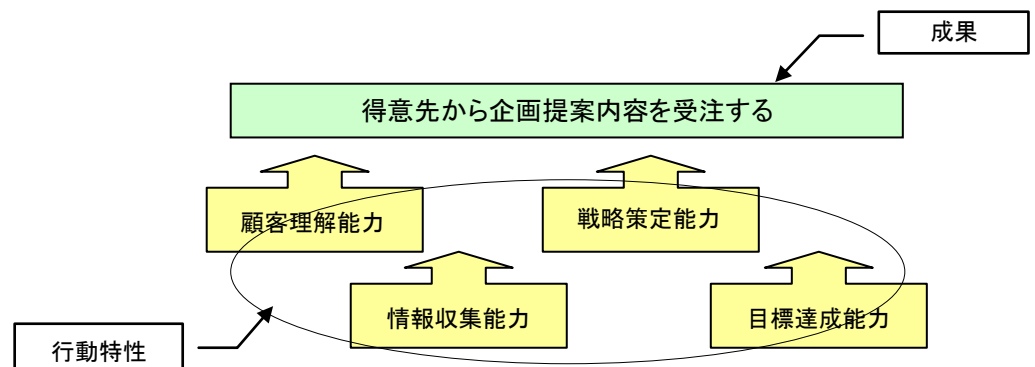 成果
得意先から企画提案内容を受注する
顧客理解能力
戦略策定能力
情報収集能力
目標達成能力
行動特性